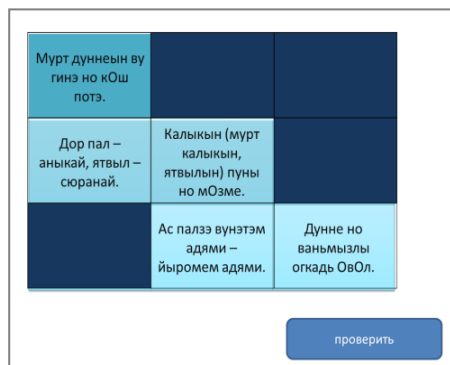 Мурт дуннеын ву
гинэ но кОш
потэ.
Дор пал –
аныкай, ятвыл –
сюранай.
Калыкын (мурт
калыкын,
ятвылын) пуны
но мОзме.
Ас палзэ вунэтэм
адями –
йыромем адями.
Дунне но
ваньмызлы
огкадь ОвОл.
проверить